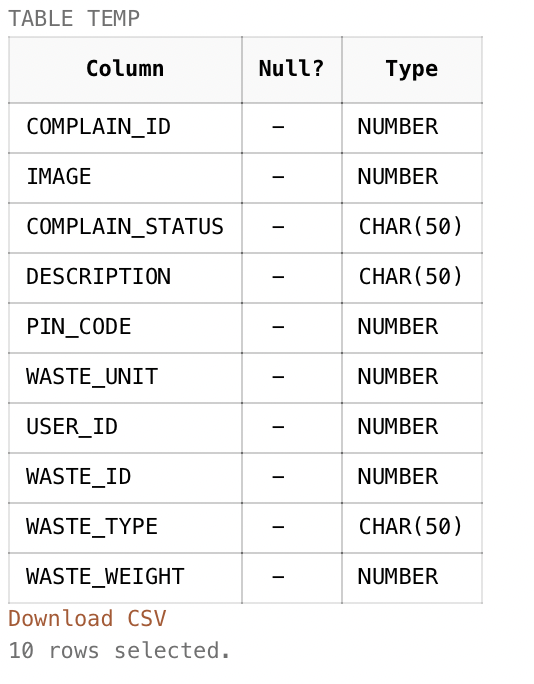 TABLE TEMP
Column Null? Type
COMPLAIN_ID – NUMBER
IMAGE – NUMBER
COMPLAIN_STATUS – CHAR(50)
DESCRIPTION – CHAR(50)
PIN_CODE – NUMBER
WASTE_UNIT – NUMBER
USER_ID – NUMBER
WASTE_ID – NUMBER
WASTE_TYPE – CHAR(50)
WASTE_WEIGHT – NUMBER
Download CSV
10 rows selected.